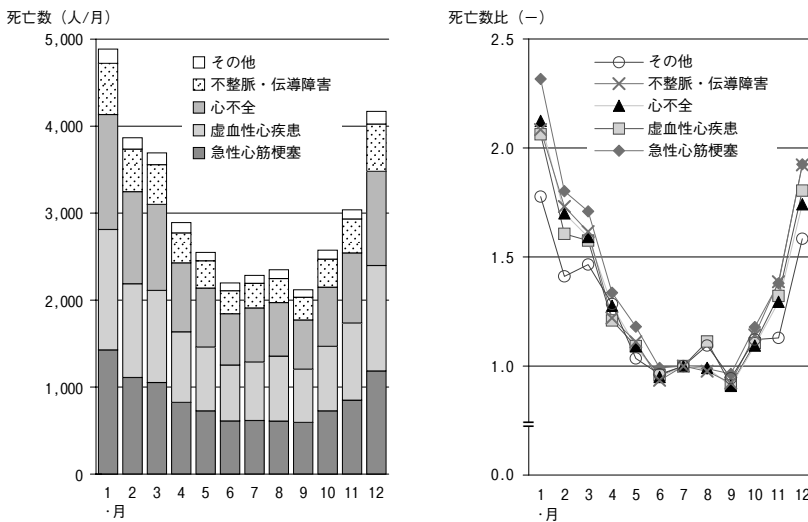 死亡数（人/月）
5,000
4,000
3,000
2,000
1,000
0
その他
不整脈・伝導障害
心不全
虚血性心疾患
急性心筋梗塞
1 2 3 4 5 6 7 8 9 10 11 12
・月
死亡数比（－）
2.5
2.0
1.5
1.0
0.0
その他
不整脈・伝導障害
心不全
虚血性心疾患
急性心筋梗塞
1 2 3 4 5 6 7 8 9 10 11 12
・月